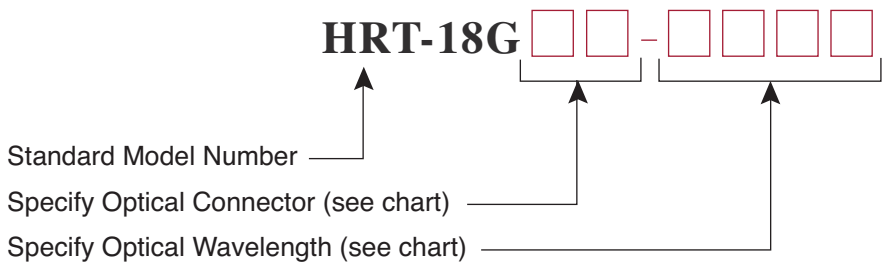 HRT-18G□□-□□□□
Standard Model Number
Specify Optical Connector (see chart)
Specify Optical Wavelength (see chart)